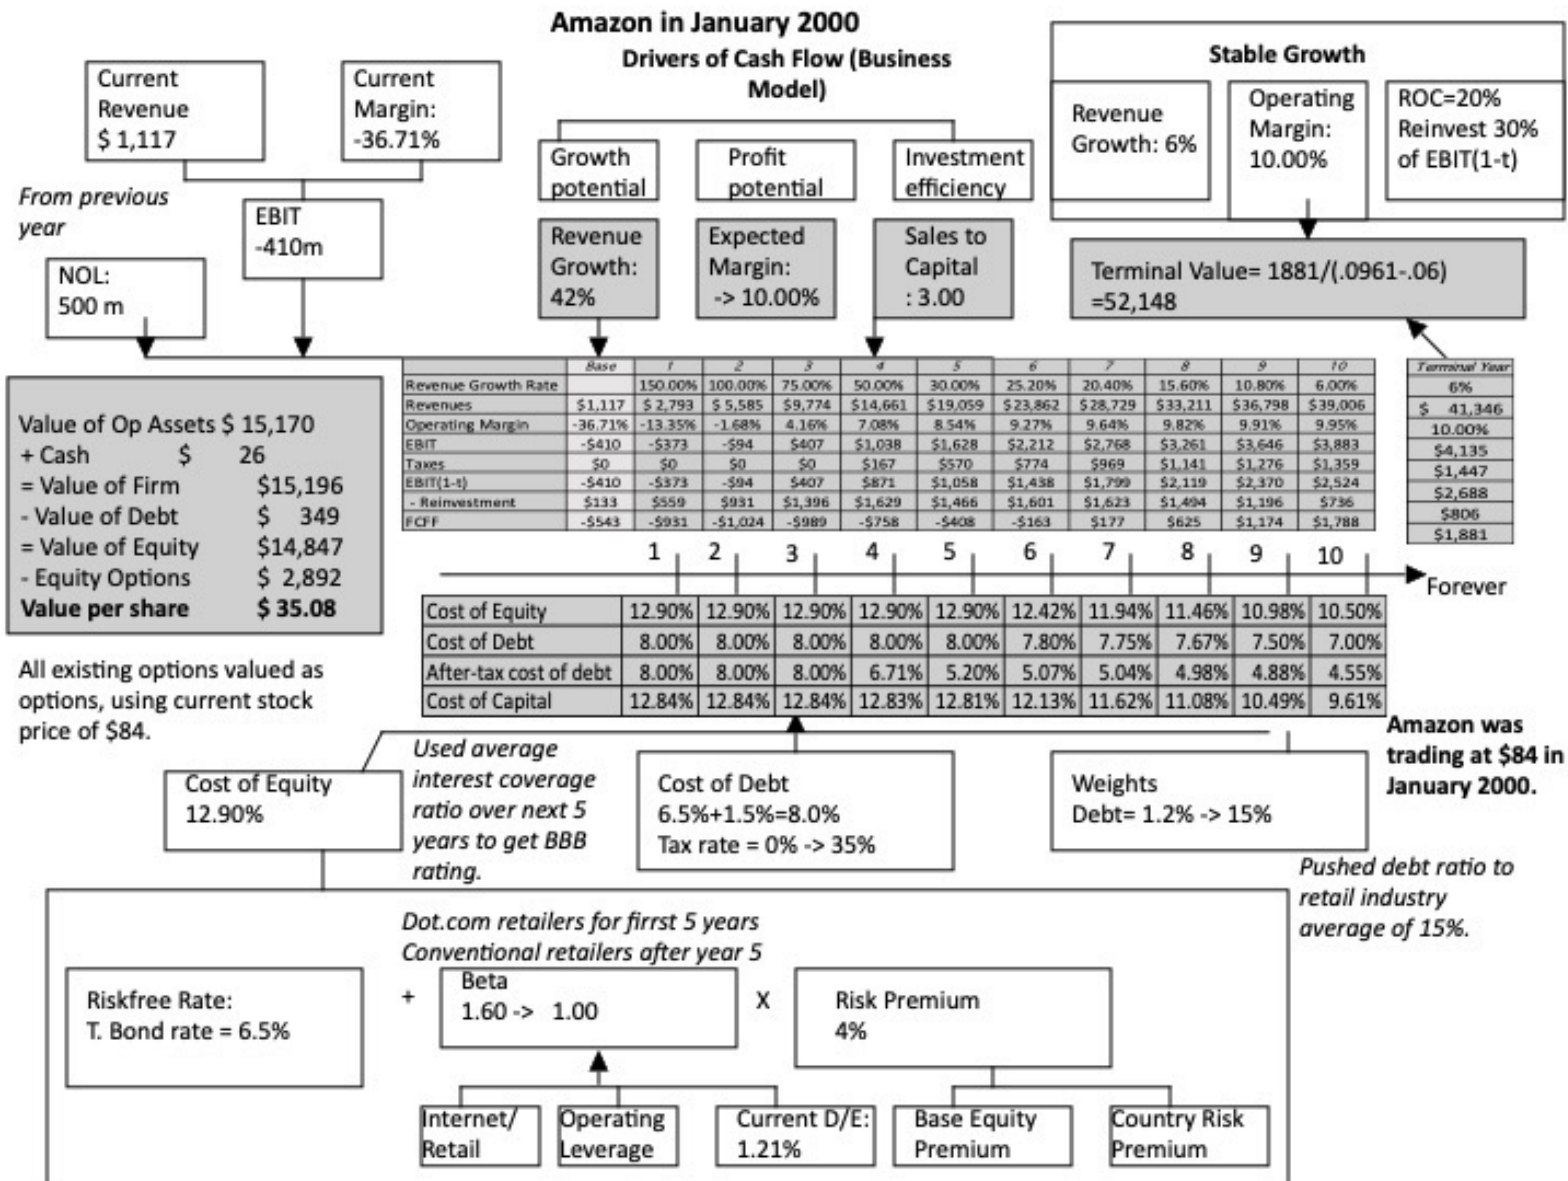 Amazon in January 2000
Drivers of Cash Flow (Business
Model)
Stable Growth
Current
Revenue
$ 1,117
Current
Margin:
-36.71%
Growth
potential
Profit
potential
Investment
efficiency
Revenue
Growth: 6%
Operating
Margin:
10.00%
ROC=20%
Reinvest 30%
of EBIT(1-t)
From previous
year
EBIT
-410m
NOL:
500 m
Revenue
Growth:
42%
Expected
Margin:
-> 10.00%
Sales to
Capital
: 3.00
Terminal Value= 1881/(.0961-.06)
=52,148
Base 1 2 3 4 5 6 7 8 9 10
Revenue Growth Rate 150.00% 100.00% 75.00% 50.00% 30.00% 25.20% 20.40% 15.60% 10.80% 6.00%
Revenues $1,117 $ 2,793 $ 5,585 $9,774 $14,661 $19,059 $23,862 $28,729 $33,211 $36,798 $39,006
Operating Margin -36.71% -13.35% -1.68% 4.16% 7.08% 8.54% 9.27% 9.64% 9.82% 9.91% 9.95%
EBIT -$410 -$373 -$94 $407 $1,038 $1,628 $2,212 $2,768 $3,261 $3,646 $3,883
Taxes $0 $0 $0 $0 $167 $570 $774 $969 $1,141 $1,276 $1,359
EBIT(1-t) -$410 -$373 -$94 $407 $871 $1,058 $1,438 $1,799 $2,119 $2,370 $2,524
- Reinvestment $133 $559 $931 $1,396 $1,629 $1,466 $1,601 $1,623 $1,494 $1,196 $736
FCFF -$543 -$931 -$1,024 -$989 -$758 -$408 -$163 $177 $625 $1,174 $1,788
Terminal Year
6%
$ 41,346
10.00%
$4,135
$1,447
$2,688
$806
$1,881
Value of Op Assets $ 15,170
+ Cash $ 26
= Value of Firm $15,196
- Value of Debt $ 349
= Value of Equity $14,847
- Equity Options $ 2,892
Value per share $ 35.08
1 2 3 4 5 6 7 8 9 10
Forever
Cost of Equity 12.90% 12.90% 12.90% 12.90% 12.90% 12.42% 11.94% 11.46% 10.98% 10.50%
Cost of Debt 8.00% 8.00% 8.00% 8.00% 8.00% 7.80% 7.75% 7.67% 7.50% 7.00%
After-tax cost of debt 8.00% 8.00% 8.00% 6.71% 5.20% 5.07% 5.04% 4.98% 4.88% 4.55%
Cost of Capital 12.84% 12.84% 12.84% 12.83% 12.81% 12.13% 11.62% 11.08% 10.49% 9.61%
All existing options valued as
options, using current stock
price of $84.
Amazon was
trading at $84 in
January 2000.
Cost of Equity
12.90%
Used average
interest coverage
ratio over next 5
years to get BBB
rating.
Cost of Debt
6.5%+1.5%=8.0%
Tax rate = 0% -> 35%
Weights
Debt= 1.2% -> 15%
Pushed debt ratio to
retail industry
average of 15%.
Dot.com retailers for firrst 5 years
Conventional retailers after year 5
Riskfree Rate:
T. Bond rate = 6.5%
+
Beta
1.60 -> 1.00
X
Risk Premium
4%
Internet/
Retail
Operating
Leverage
Current D/E:
1.21%
Base Equity
Premium
Country Risk
Premium